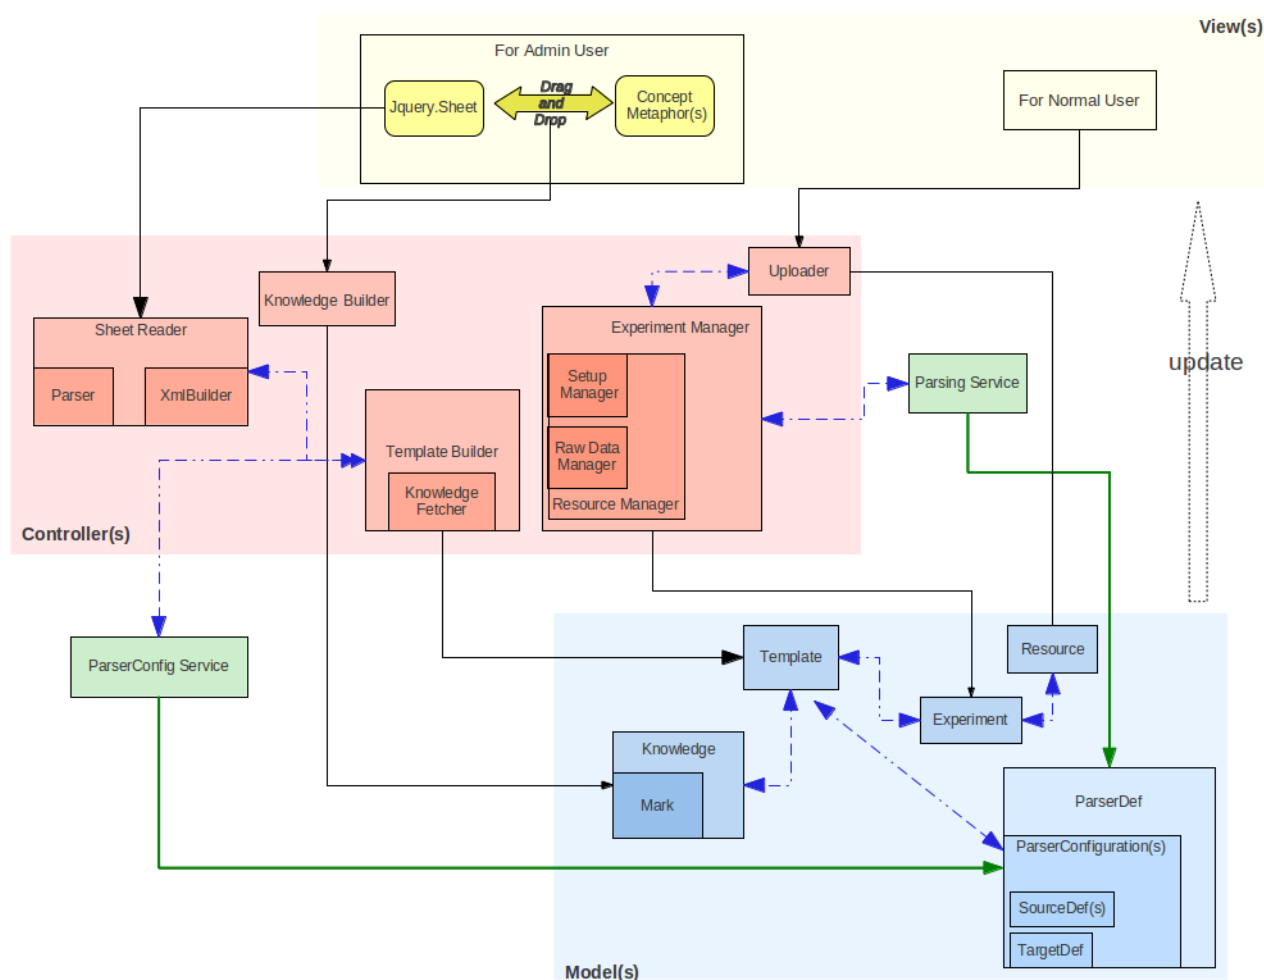 View(s)
For Admin User
Jquery.Sheet
Drag
and
Drop
Concept
Metaphor(s)
For Normal User
Uploader
Knowledge Builder
Sheet Reader
Parser
XmlBuilder
Experiment Manager
Setup
Manager
Raw Data
Manager
Resource Manager
Template Builder
Knowledge
Fetcher
Parsing Service
update
Controller(s)
ParserConfig Service
Template
Resource
Experiment
Knowledge
Mark
ParserDef
ParserConfiguration(s)
SourceDef(s)
TargetDef
Model(s)